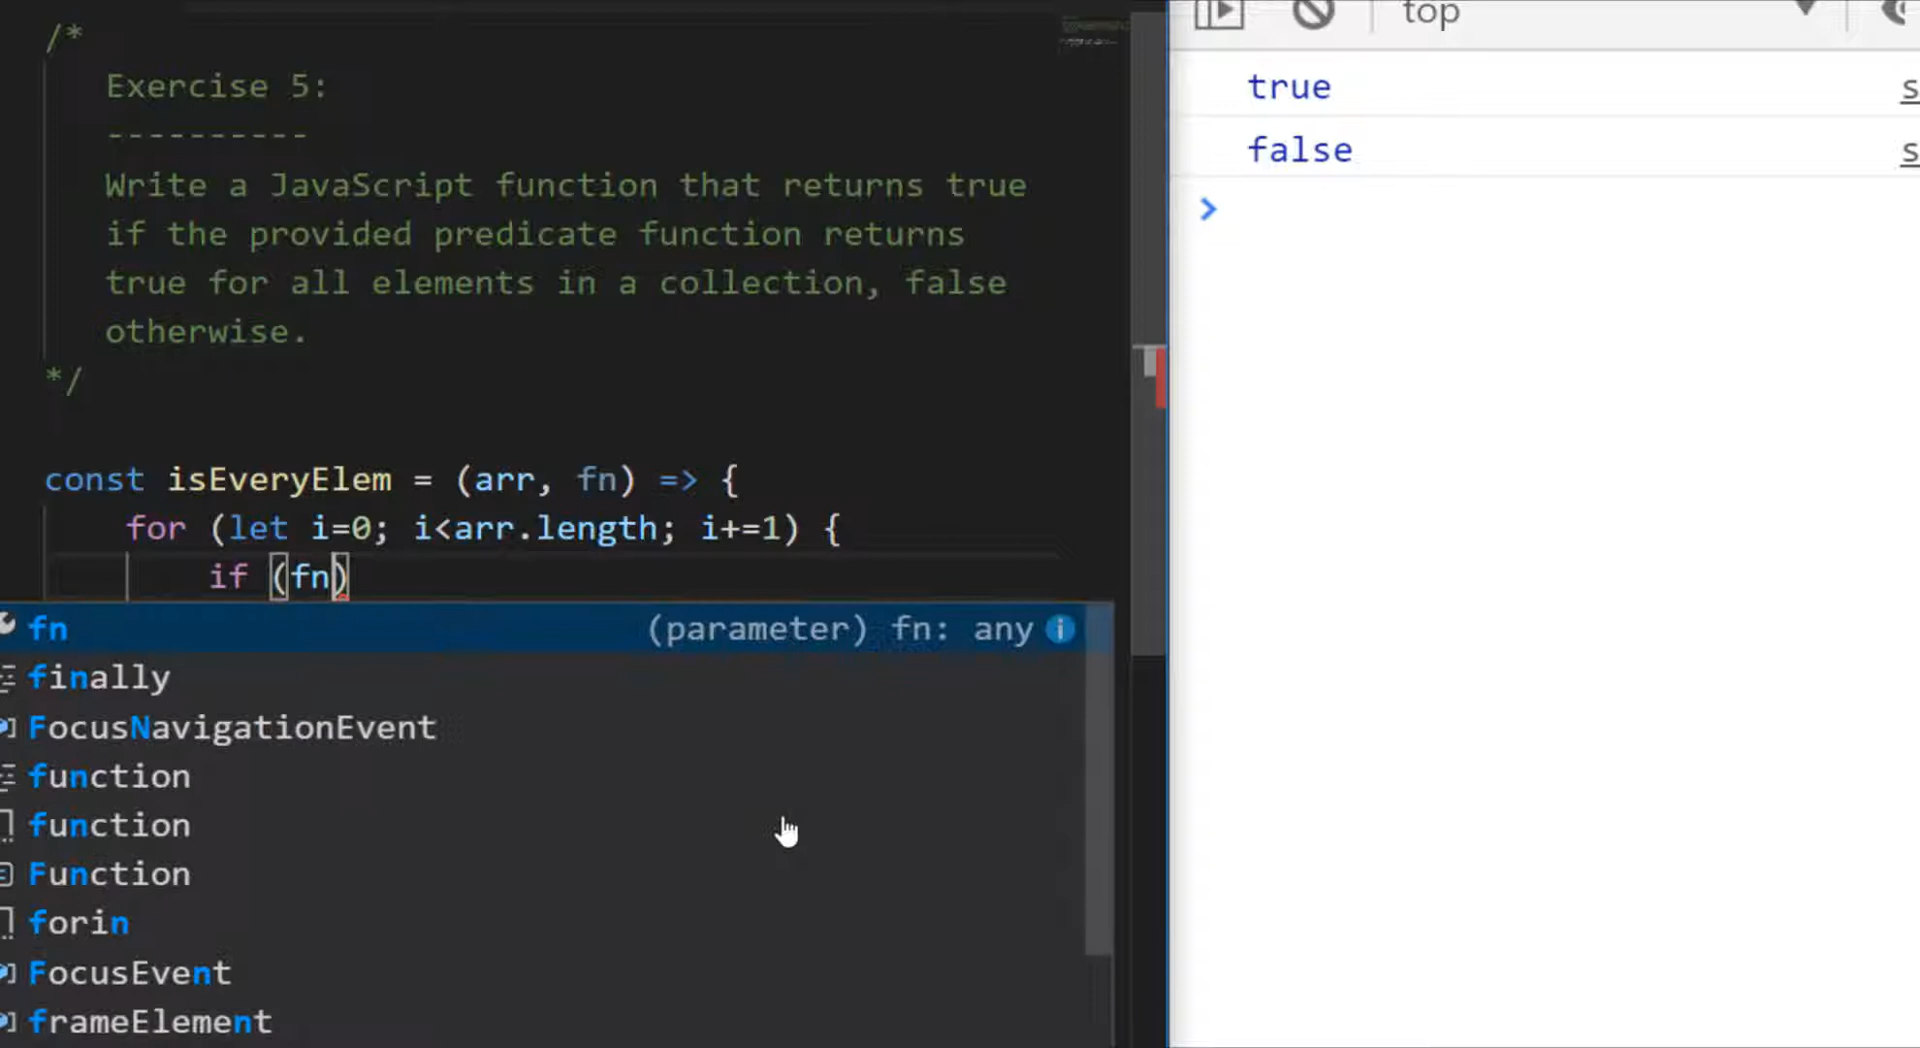 /*
Exercise 5:
----------
Write a JavaScript function that returns true
if the provided predicate function returns
true for all elements in a collection, false
otherwise.
*/
const isEveryElem = (arr, fn) => {
for (let i=0; i<arr.length; i+=1) {
if (fn)
fn (parameter) fn: any
finally
FocusNavigationEvent
function
function
Function
forin
FocusEvent
frameElement
top
true s
false s
>